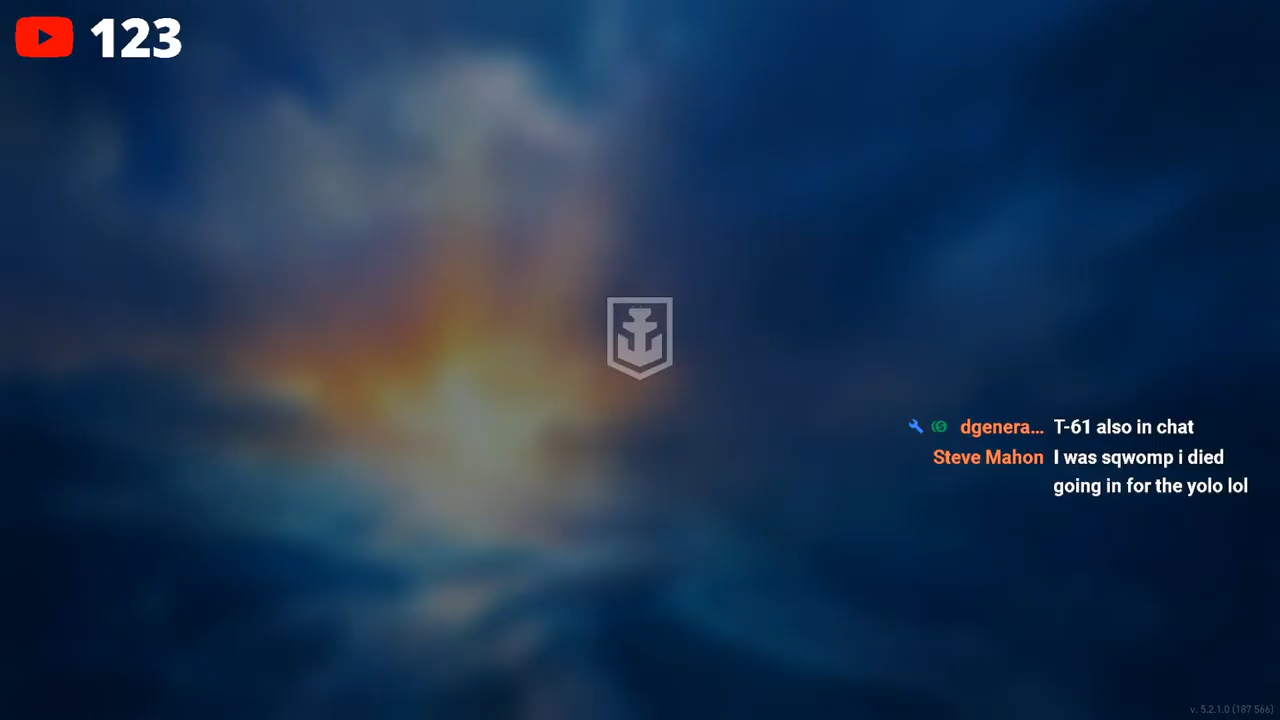 123
dgenera... T-61 also in chat
Steve Mahon I was sqwomp i died
going in for the yolo lol
v. 5.2.1.0 (187 566)